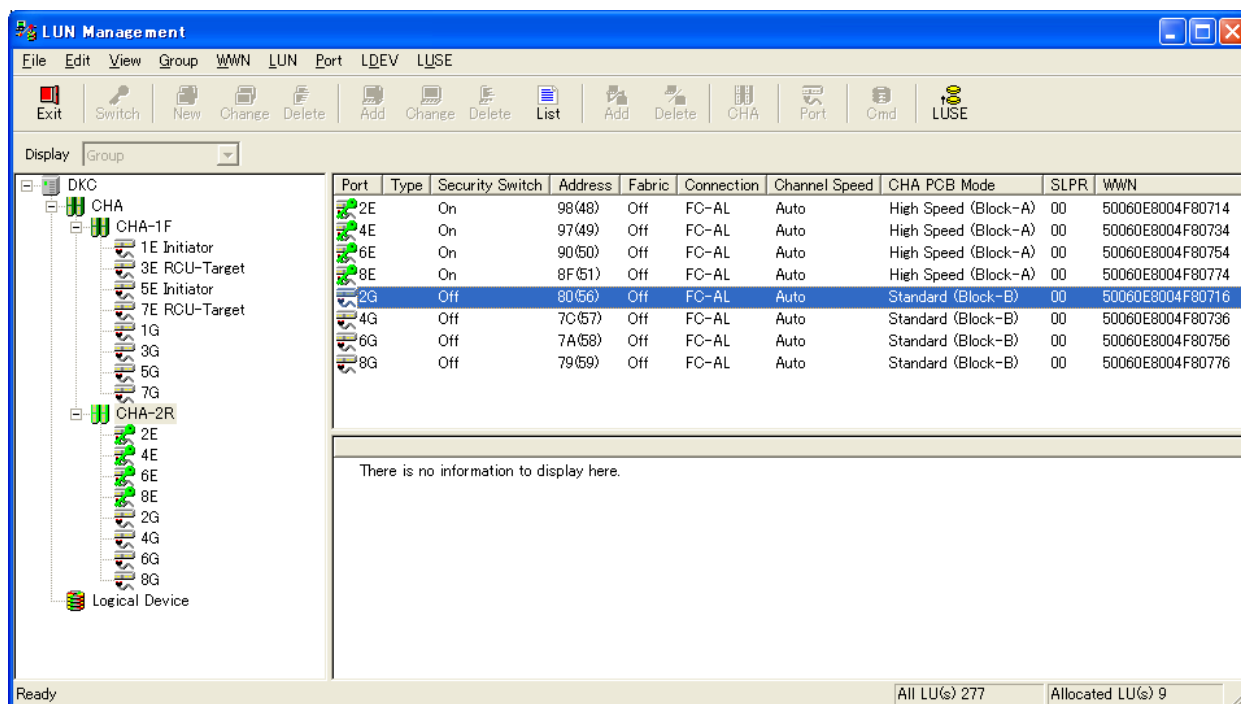 LUN Management
File Edit View Group WWN LUN Port LDEV LUSE
Exit Switch New Change Delete Add Change Delete List Add Delete CHA Port Cmd LUSE
Display Group
DKC
CHA
CHA-1F
1E Initiator
3E RCU-Target
5E Initiator
7E RCU-Target
1G
3G
5G
7G
CHA-2R
2E
4E
6E
8E
2G
4G
6G
8G
Logical Device
Port Type Security Switch Address Fabric Connection Channel Speed CHA PCB Mode SLPR WWN
2E On 98(48) Off FC-AL Auto High Speed (Block-A) 00 50060E8004F80714
4E On 97(49) Off FC-AL Auto High Speed (Block-A) 00 50060E8004F80734
6E On 90(50) Off FC-AL Auto High Speed (Block-A) 00 50060E8004F80754
8E On 8F(51) Off FC-AL Auto High Speed (Block-A) 00 50060E8004F80774
2G Off 80(56) Off FC-AL Auto Standard (Block-B) 00 50060E8004F80716
4G Off 7C(57) Off FC-AL Auto Standard (Block-B) 00 50060E8004F80736
6G Off 7A(58) Off FC-AL Auto Standard (Block-B) 00 50060E8004F80756
8G Off 79(59) Off FC-AL Auto Standard (Block-B) 00 50060E8004F80776
There is no information to display here.
Ready All LU(s) 277 Allocated LU(s) 9